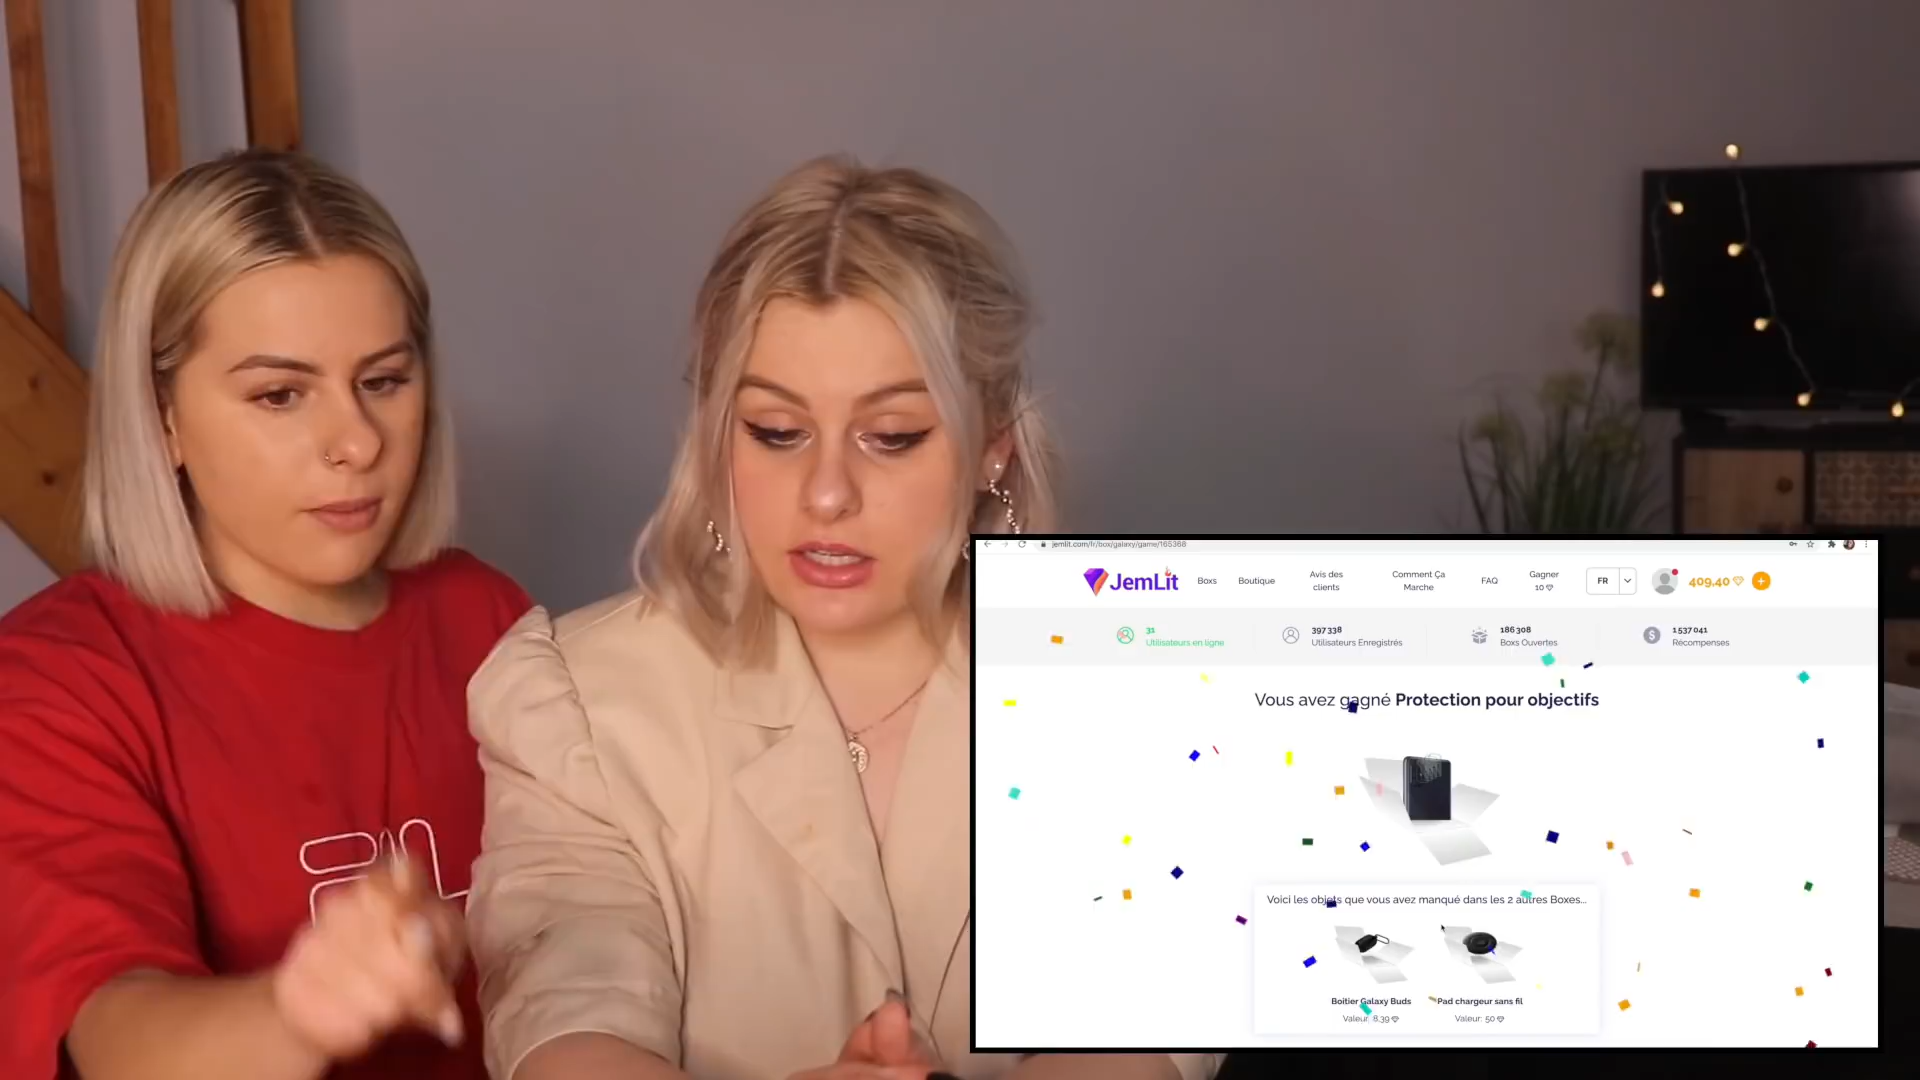 jemlit.com/fr/box/galaxy/game/165368
JemLit
Boxs
Boutique
Avis des
clients
Comment Ça
Marche
FAQ
Gagner
10
FR
409,40
31
Utilisateurs en ligne
397 338
Utilisateurs Enregistrés
186 308
Boxs Ouvertes
1 537 041
Récompenses
Vous avez gagné Protection pour objectifs
Voici les objets que vous avez manqué dans les 2 autres Boxes...
Boitier Galaxy Buds
Valeur: 8,39
Pad chargeur sans fil
Valeur: 50